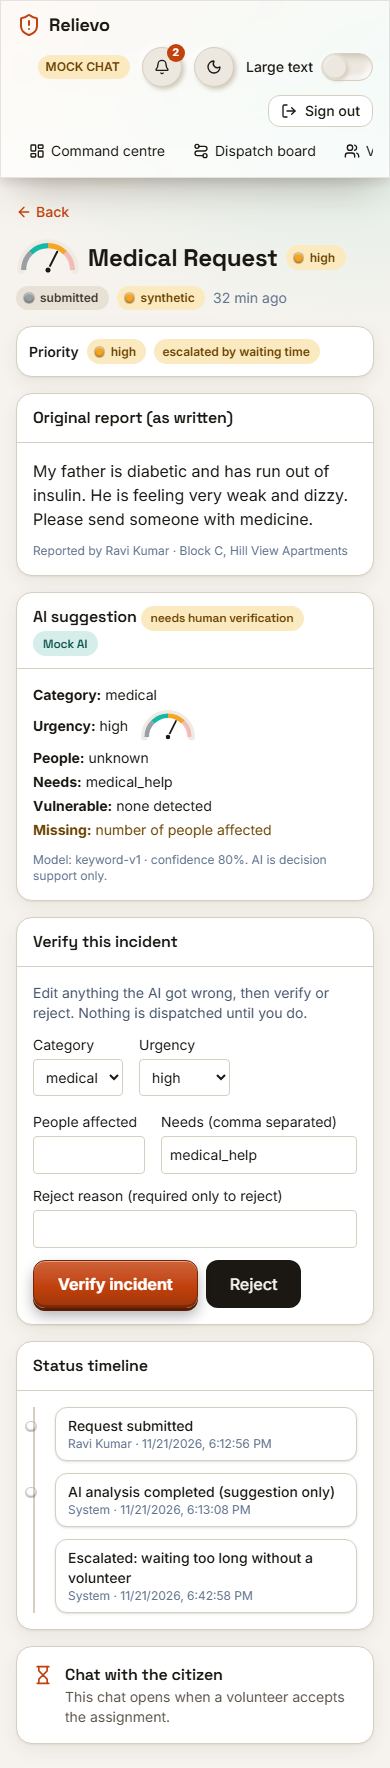 Relievo
MOCK CHAT
2
Large text
Sign out
Command centre
Dispatch board
Back
Medical Request
high
submitted
synthetic
32 min ago
Priority
high
escalated by waiting time
Original report (as written)
My father is diabetic and has run out of
insulin. He is feeling very weak and dizzy.
Please send someone with medicine.
Reported by Ravi Kumar · Block C, Hill View Apartments
AI suggestion
needs human verification
Mock AI
Category: medical
Urgency: high
People: unknown
Needs: medical_help
Vulnerable: none detected
Missing: number of people affected
Model: keyword-v1 · confidence 80%. AI is decision
support only.
Verify this incident
Edit anything the AI got wrong, then verify or
reject. Nothing is dispatched until you do.
Category
Urgency
medical
high
People affected
Needs (comma separated)
medical_help
Reject reason (required only to reject)
Verify incident
Reject
Status timeline
Request submitted
Ravi Kumar · 11/21/2026, 6:12:56 PM
AI analysis completed (suggestion only)
System · 11/21/2026, 6:13:08 PM
Escalated: waiting too long without a
volunteer
System · 11/21/2026, 6:42:58 PM
Chat with the citizen
This chat opens when a volunteer accepts
the assignment.